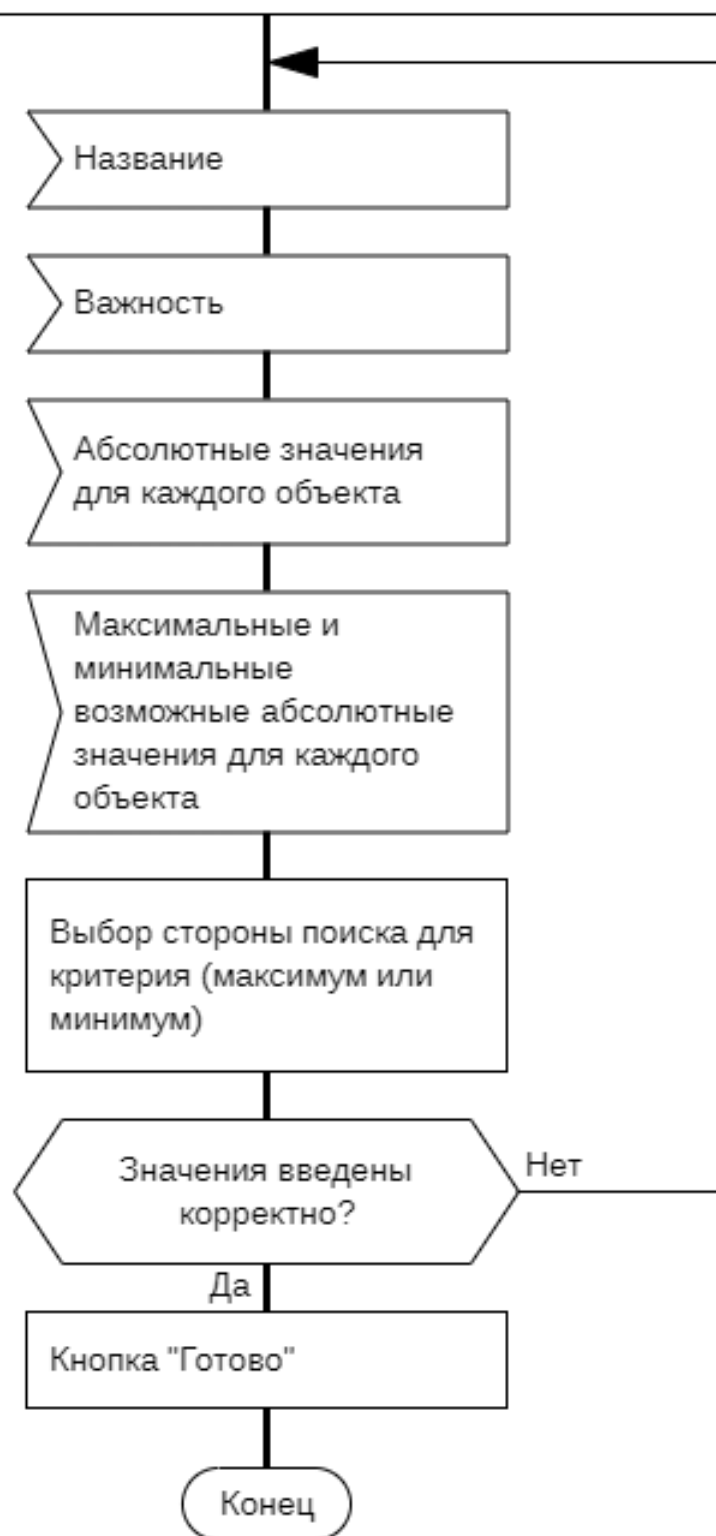 Название
Важность
Абсолютные значения
для каждого объекта
Максимальные и
минимальные
возможные абсолютные
значения для каждого
объекта
Выбор стороны поиска для
критерия (максимум или
минимум)
Значения введены
корректно?
Нет
Да
Кнопка "Готово"
Конец